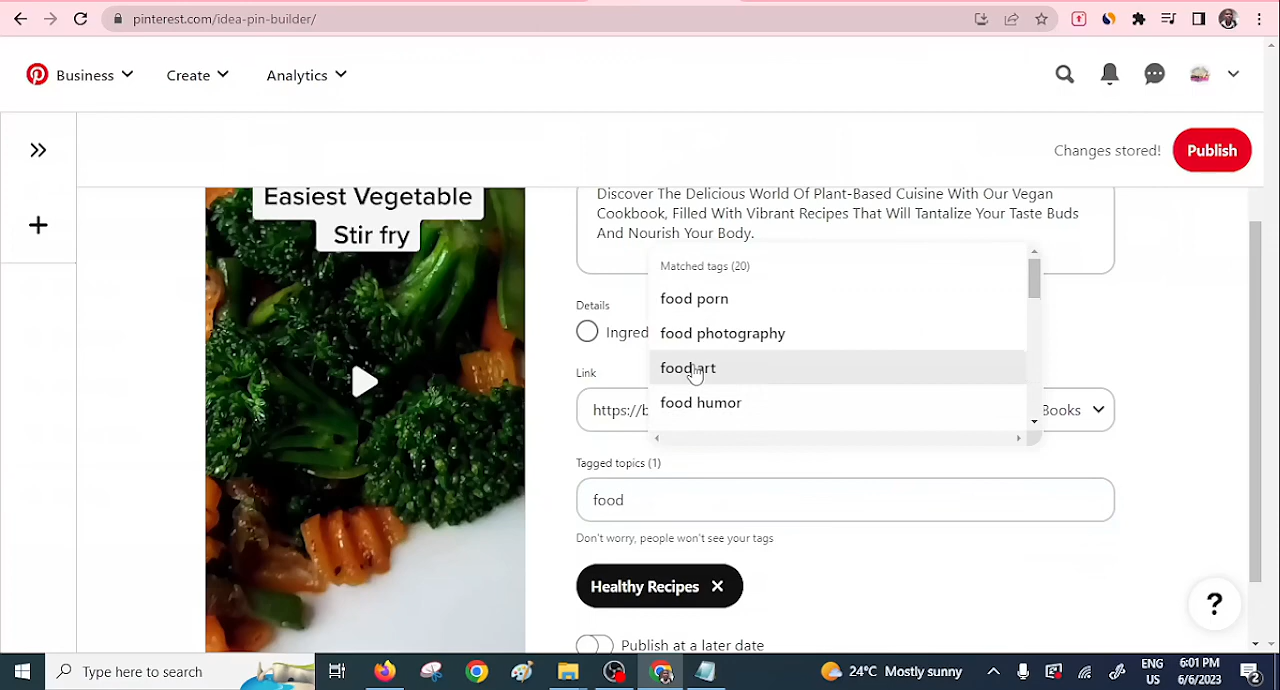 pinterest.com/idea-pin-builder/
Business
Create
Analytics
Changes stored!
Publish
Easiest Vegetable
Stir fry
Discover The Delicious World Of Plant-Based Cuisine With Our Vegan
Cookbook, Filled With Vibrant Recipes That Will Tantalize Your Taste Buds
And Nourish Your Body.
Matched tags (20)
food porn
food photography
food art
food humor
Details
Ingred
Link
https://b
Books
Tagged topics (1)
food
Don't worry, people won't see your tags
Healthy Recipes
Publish at a later date
?
Type here to search
24°C Mostly sunny
ENG
US
6:01 PM
6/6/2023
2